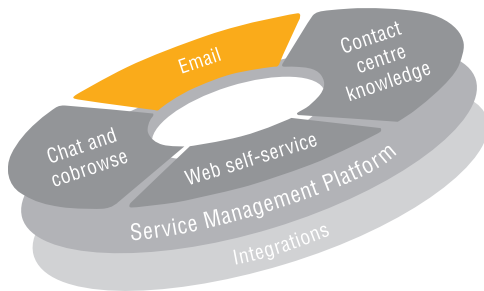 Email
Contact
centre
knowledge
Chat and
cobrowse
Web self-service
Service Management Platform
Integrations